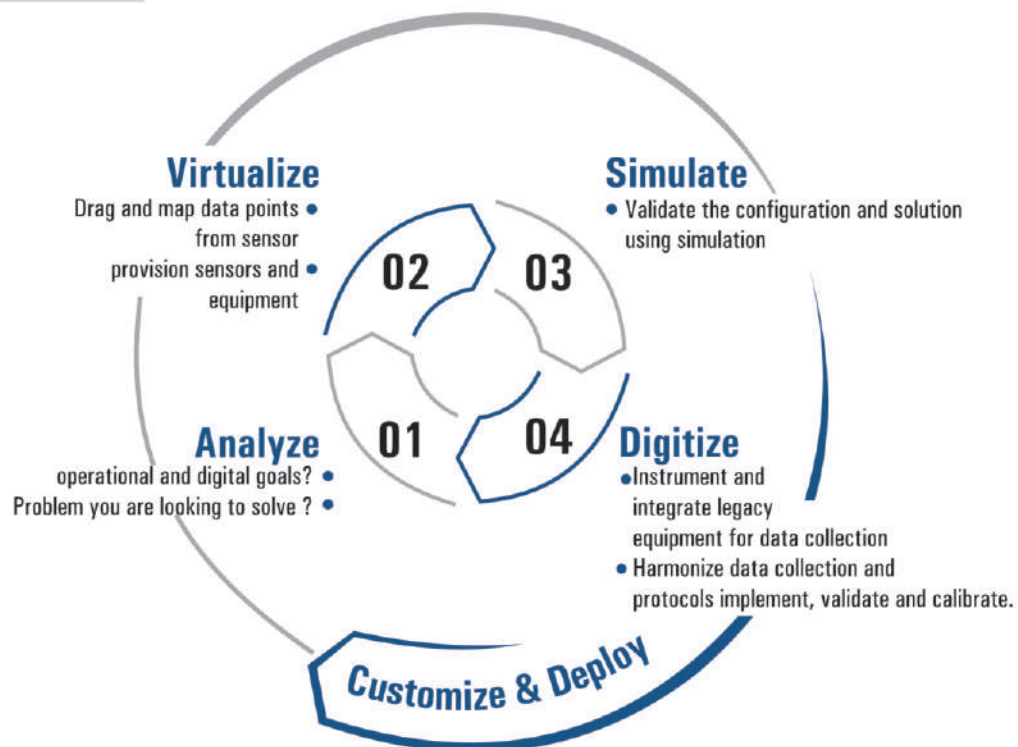 Virtualize
Drag and map data points •
from sensor
provision sensors and •
equipment
02
Simulate
• Validate the configuration and solution
using simulation
03
Analyze
operational and digital goals? •
Problem you are looking to solve ? •
01
04
Digitize
•Instrument and
integrate legacy
equipment for data collection
• Harmonize data collection and
protocols implement, validate and calibrate.
Customize & Deploy